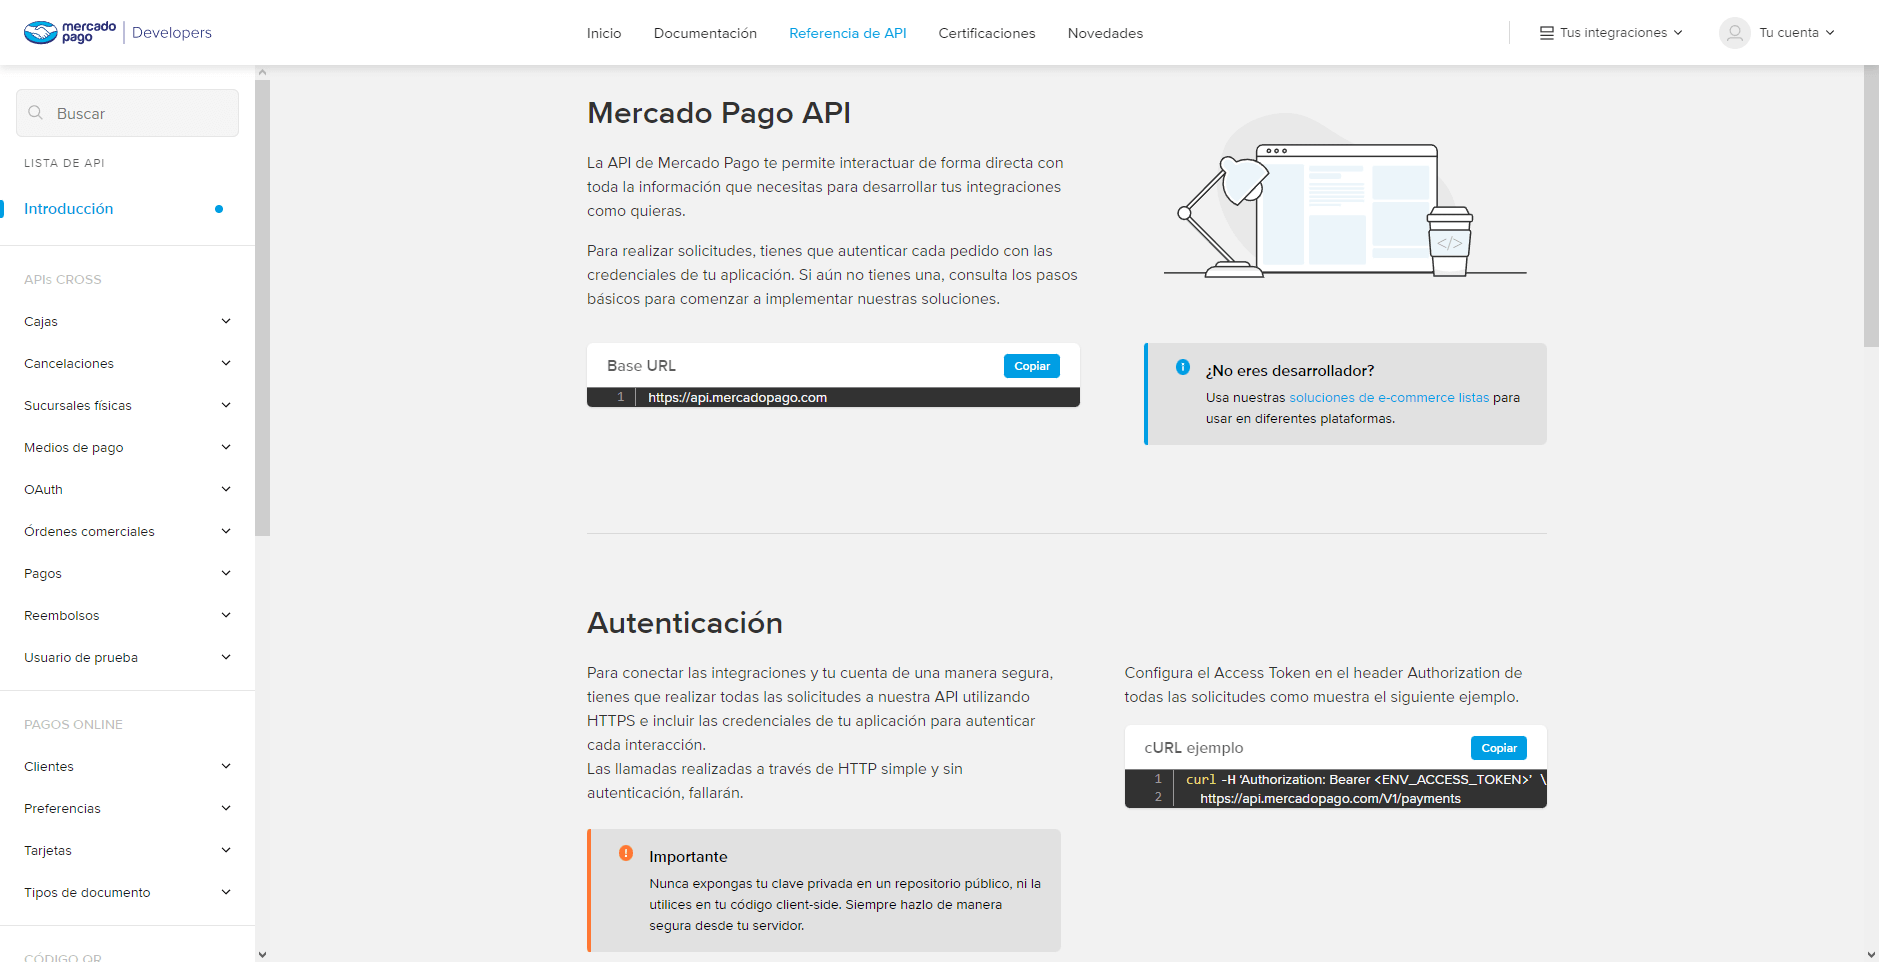 mercado
pago
Developers
Inicio
Documentación
Referencia de API
Certificaciones
Novedades
Tus integraciones
Tu cuenta
Buscar
LISTA DE API
Introducción
APIs CROSS
Cajas
Cancelaciones
Sucursales físicas
Medios de pago
OAuth
Órdenes comerciales
Pagos
Reembolsos
Usuario de prueba
PAGOS ONLINE
Clientes
Preferencias
Tarjetas
Tipos de documento
CÓDIGO QR
Mercado Pago API
La API de Mercado Pago te permite interactuar de forma directa con
toda la información que necesitas para desarrollar tus integraciones
como quieras.
Para realizar solicitudes, tienes que autenticar cada pedido con las
credenciales de tu aplicación. Si aún no tienes una, consulta los pasos
básicos para comenzar a implementar nuestras soluciones.
</>
Base URL
Copiar
1 https://api.mercadopago.com
¿No eres desarrollador?
Usa nuestras soluciones de e-commerce listas para
usar en diferentes plataformas.
Autenticación
Para conectar las integraciones y tu cuenta de una manera segura,
tienes que realizar todas las solicitudes a nuestra API utilizando
HTTPS e incluir las credenciales de tu aplicación para autenticar
cada interacción.
Las llamadas realizadas a través de HTTP simple y sin
autenticación, fallarán.
Importante
Nunca expongas tu clave privada en un repositorio público, ni la
utilices en tu código client-side. Siempre hazlo de manera
segura desde tu servidor.
Configura el Access Token en el header Authorization de
todas las solicitudes como muestra el siguiente ejemplo.
cURL ejemplo
Copiar
1 curl -H ‘Authorization: Bearer <ENV_ACCESS_TOKEN>’ \
2 https://api.mercadopago.com/V1/payments